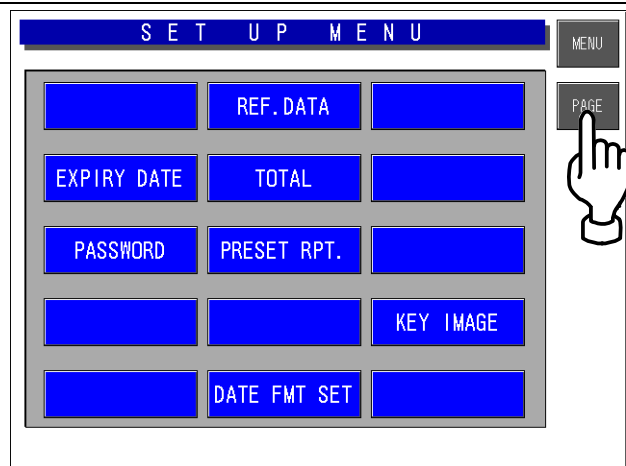 SET UP MENU
MENU
REF.DATA
PAGE
EXPIRY DATE
TOTAL
PASSWORD
PRESET RPT.
KEY IMAGE
DATE FMT SET